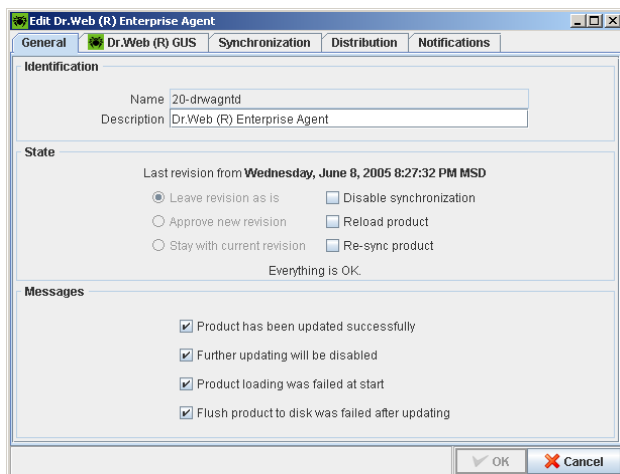 Edit Dr.Web (R) Enterprise Agent
General Dr.Web (R) GUS Synchronization Distribution Notifications
Identification
Name 20-drwagntd
Description Dr.Web (R) Enterprise Agent
State
Last revision from Wednesday, June 8, 2005 8:27:32 PM MSD
Leave revision as is Disable synchronization
Approve new revision Reload product
Stay with current revision Re-sync product
Everything is OK.
Messages
Product has been updated successfully
Further updating will be disabled
Product loading was failed at start
Flush product to disk was failed after updating
OK Cancel